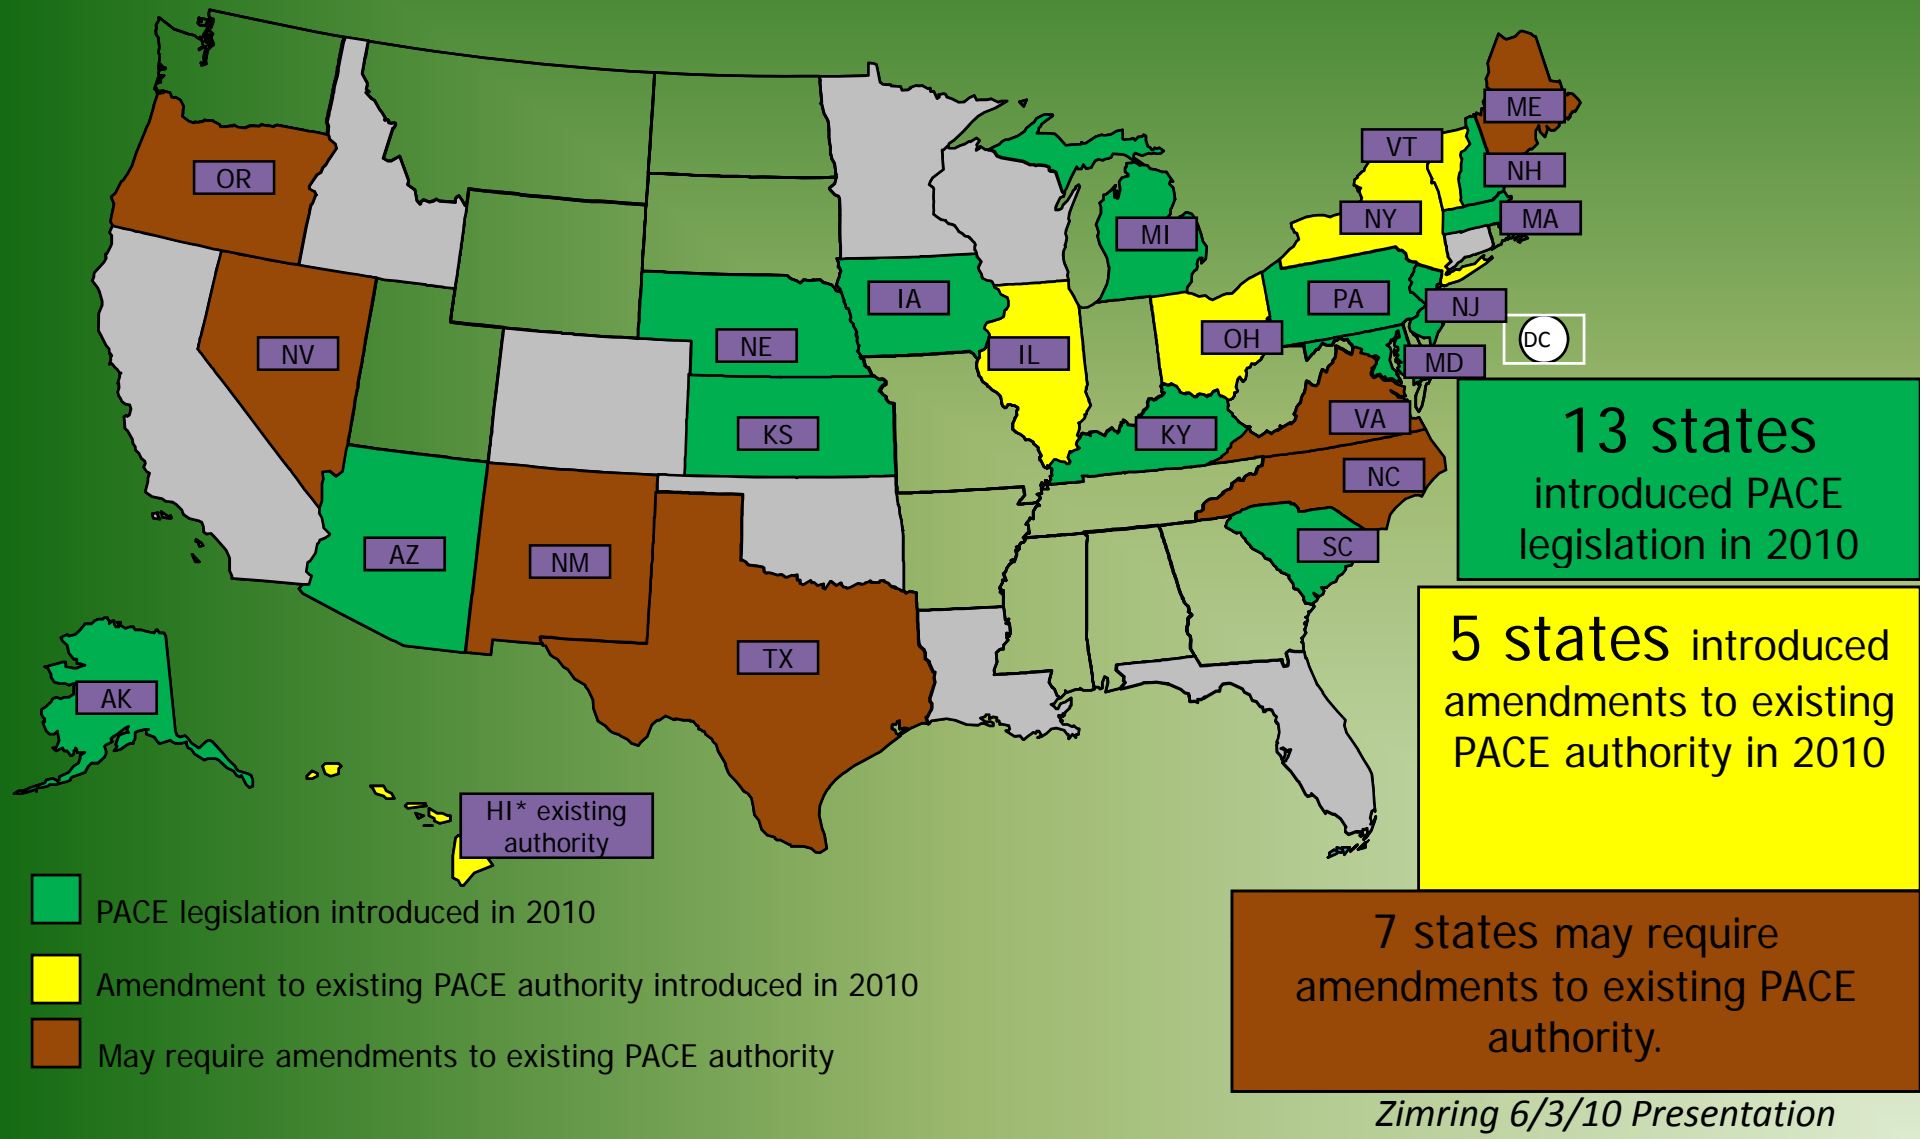 ME
VT
NH
OR
NY
MA
MI
IA
PA
NJ
DC
NV
NE
IL
OH
MD
KS
KY
VA
NC
AZ
NM
SC
TX
AK
HI* existing
authority
13 states
introduced PACE
legislation in 2010
5 states introduced
amendments to existing
PACE authority in 2010
7 states may require
amendments to existing PACE
authority.
PACE legislation introduced in 2010
Amendment to existing PACE authority introduced in 2010
May require amendments to existing PACE authority
Zimring 6/3/10 Presentation